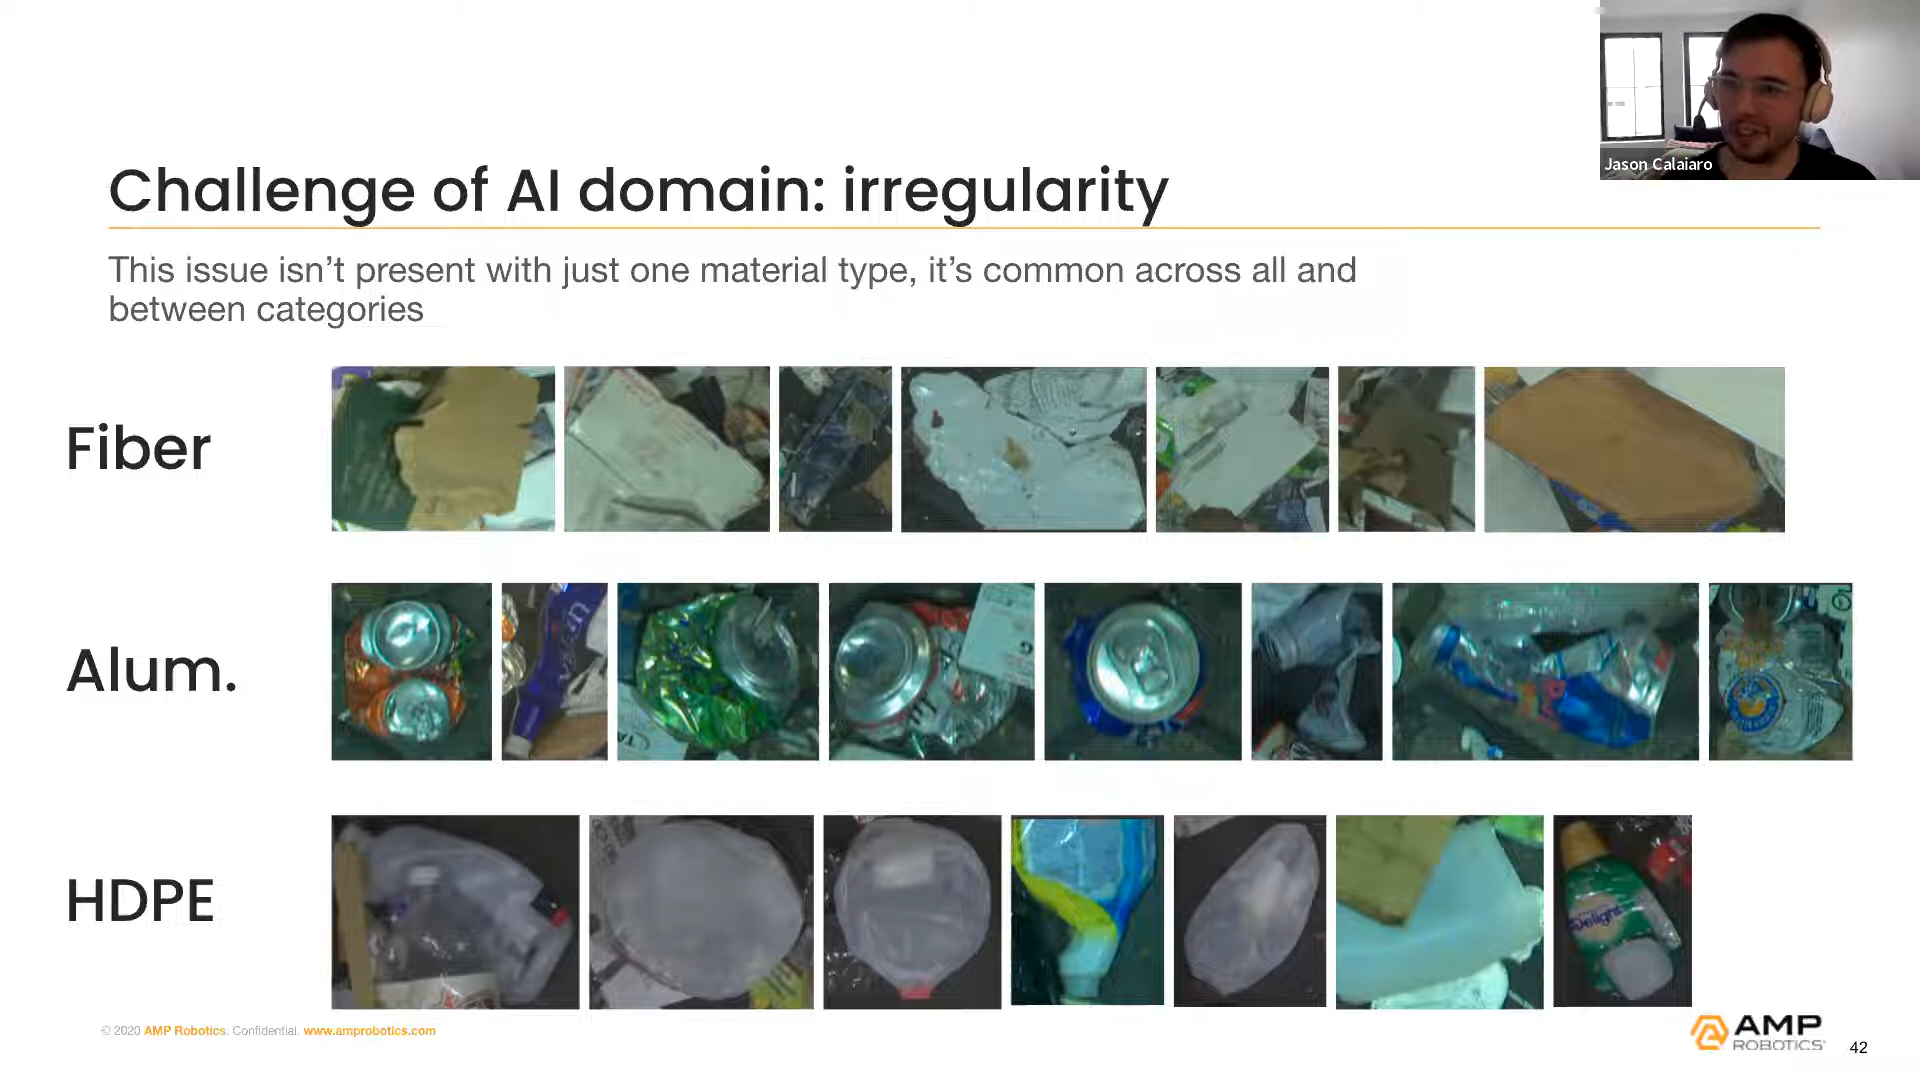 Jason Calaiaro
Challenge of AI domain: irregularity
This issue isn’t present with just one material type, it’s common across all and
between categories
Fiber
Alum.
HDPE
Delight
© 2020 AMP Robotics. Confidential. www.amprobotics.com
AMP
ROBOTICS
42